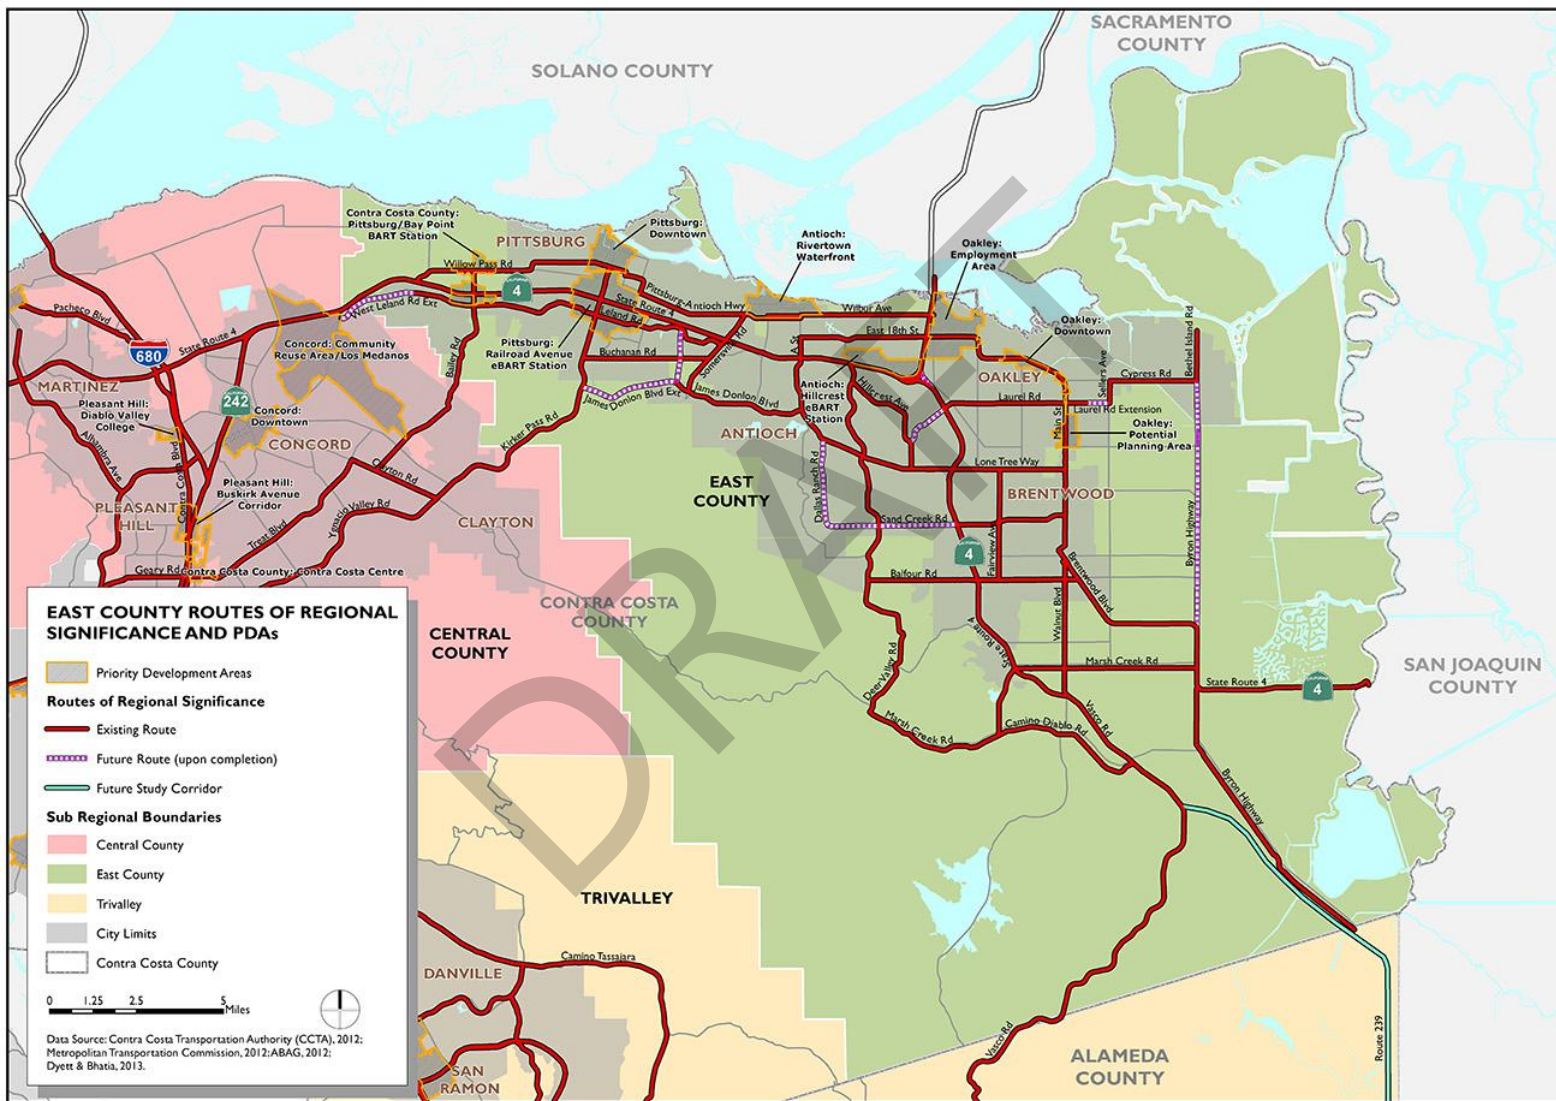 SACRAMENTO
COUNTY
SOLANO COUNTY
Contra Costa County:
Pittsburg/Bay Point
BART Station
PITTSBURG
Pittsburg:
Downtown
Antioch:
Rivertown
Waterfront
Oakley:
Employment
Area
Willow Pass Rd
4
Pittsburg-Antioch Hwy
State Route 4
West Leland Rd Ext
Leland Rd
Wilbur Ave
East 18th St
Pacheco Blvd
680
State Route 4
Concord: Community
Reuse Area/Los Medanos
Bailey Rd
Pittsburg:
Railroad Avenue
eBART Station
Buchanan Rd
Somersville Rd
A St
Oakley:
Downtown
Bethel Island Rd
Sellers Ave
Cypress Rd
MARTINEZ
242
Pleasant Hill:
Diablo Valley
College
Concord:
Downtown
CONCORD
James Donlon Blvd Ext
James Donlon Blvd
Antioch:
Hillcrest
eBART
Station
Hillcrest Ave
OAKLEY
Laurel Rd
Laurel Rd Extension
Main St
Oakley:
Potential
Planning Area
Alhambra Ave
Contra Costa Blvd
Kirker Pass Rd
ANTIOCH
Clayton Rd
Lone Tree Way
Pleasant Hill:
Buskirk Avenue
Corridor
EAST
COUNTY
Dallas Ranch Rd
BRENTWOOD
PLEASANT
HILL
Treat Blvd
Ygnacio Valley Rd
CLAYTON
Sand Creek Rd
4
Fairview Ave
Byron Highway
Geary Rd
Contra Costa County: Contra Costa Centre
Balfour Rd
Brentwood Blvd
Walnut Blvd
CONTRA COSTA
COUNTY
CENTRAL
COUNTY
State Route 4
Deer Valley Rd
Marsh Creek Rd
SAN JOAQUIN
COUNTY
State Route 4
4
Marsh Creek Rd
Camino Diablo Rd
Vasco Rd
Byron Highway
TRIVALLEY
DANVILLE
Camino Tassajara
SAN
RAMON
Vasco Rd
ALAMEDA
COUNTY
Route 239
DRAFT
EAST COUNTY ROUTES OF REGIONAL
SIGNIFICANCE AND PDAs
Priority Development Areas
Routes of Regional Significance
Existing Route
Future Route (upon completion)
Future Study Corridor
Sub Regional Boundaries
Central County
East County
Trivalley
City Limits
Contra Costa County
0 1.25 2.5 5
Miles
Data Source: Contra Costa Transportation Authority (CCTA), 2012;
Metropolitan Transportation Commission, 2012; ABAG, 2012;
Dyett & Bhatia, 2013.